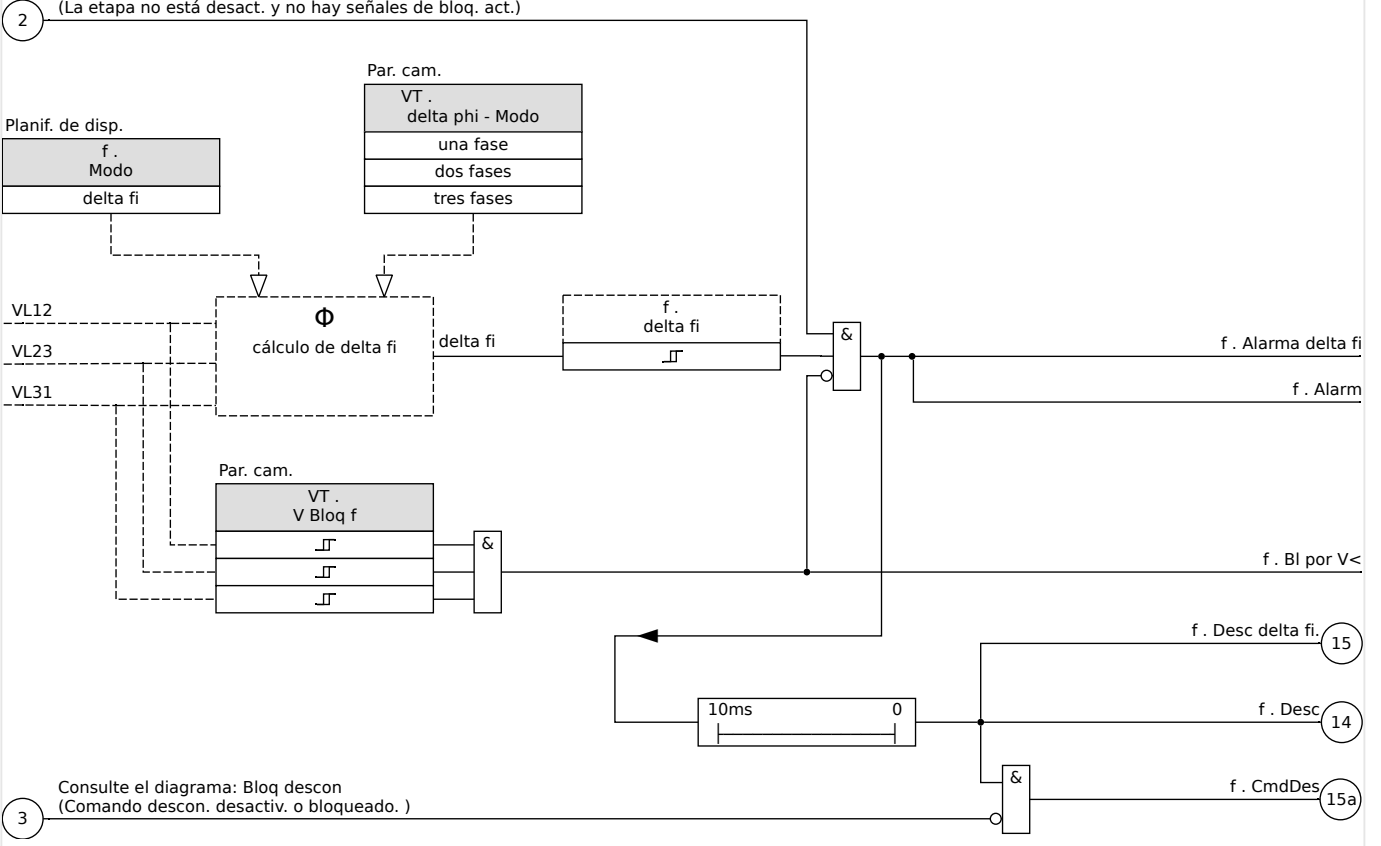 (La etapa no está desact. y no hay señales de bloq. act.)
2
Par. cam.
VT .
delta phi - Modo
una fase
dos fases
tres fases
Planif. de disp.
f .
Modo
delta fi
VL12
VL23
VL31
Φ
cálculo de delta fi
delta fi
f .
delta fi
&
f . Alarma delta fi
f . Alarm
Par. cam.
VT .
V Bloq f
&
f . Bl por V<
f . Desc delta fi.
15
10ms 0
f . Desc
14
&
f . CmdDes
15a
Consulte el diagrama: Bloq descon
(Comando descon. desactiv. o bloqueado. )
3